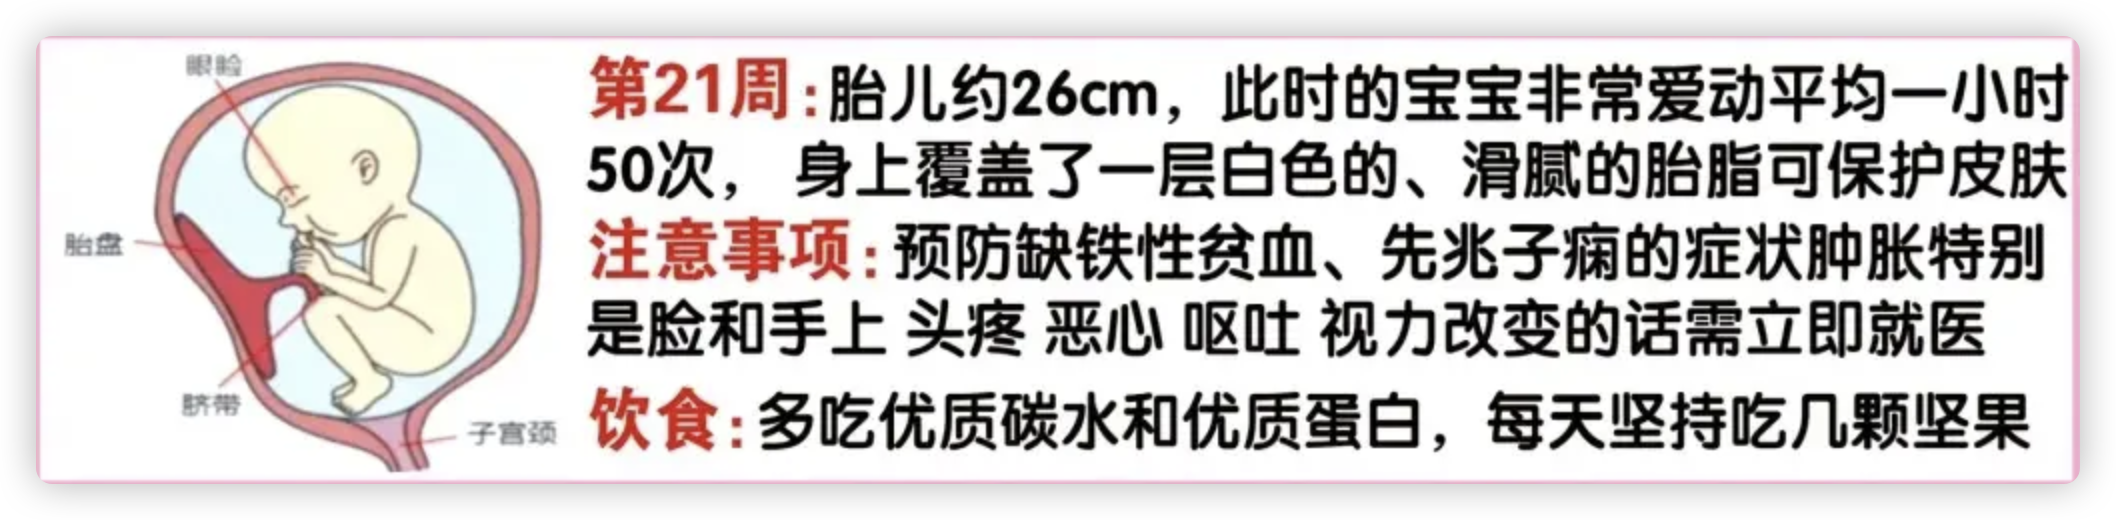 眼睑
胎盘
脐带
子宫颈
第21周:胎儿约26cm，此时的宝宝非常爱动平均一小时
50次， 身上覆盖了一层白色的、滑腻的胎脂可保护皮肤
注意事项:预防缺铁性贫血、先兆子痫的症状肿胀特别
是脸和手上 头疼 恶心 呕吐 视力改变的话需立即就医
饮食:多吃优质碳水和优质蛋白，每天坚持吃几颗坚果